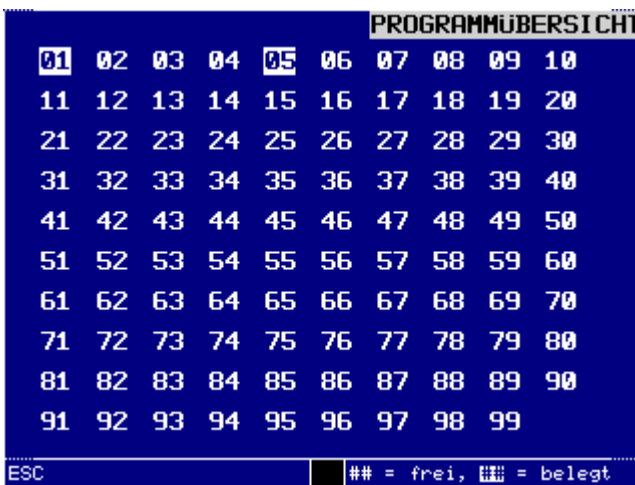 PROGRAMMÜBERSICHT
01 02 03 04 05 06 07 08 09 10
11 12 13 14 15 16 17 18 19 20
21 22 23 24 25 26 27 28 29 30
31 32 33 34 35 36 37 38 39 40
41 42 43 44 45 46 47 48 49 50
51 52 53 54 55 56 57 58 59 60
61 62 63 64 65 66 67 68 69 70
71 72 73 74 75 76 77 78 79 80
81 82 83 84 85 86 87 88 89 90
91 92 93 94 95 96 97 98 99
ESC ## = frei, ## = belegt